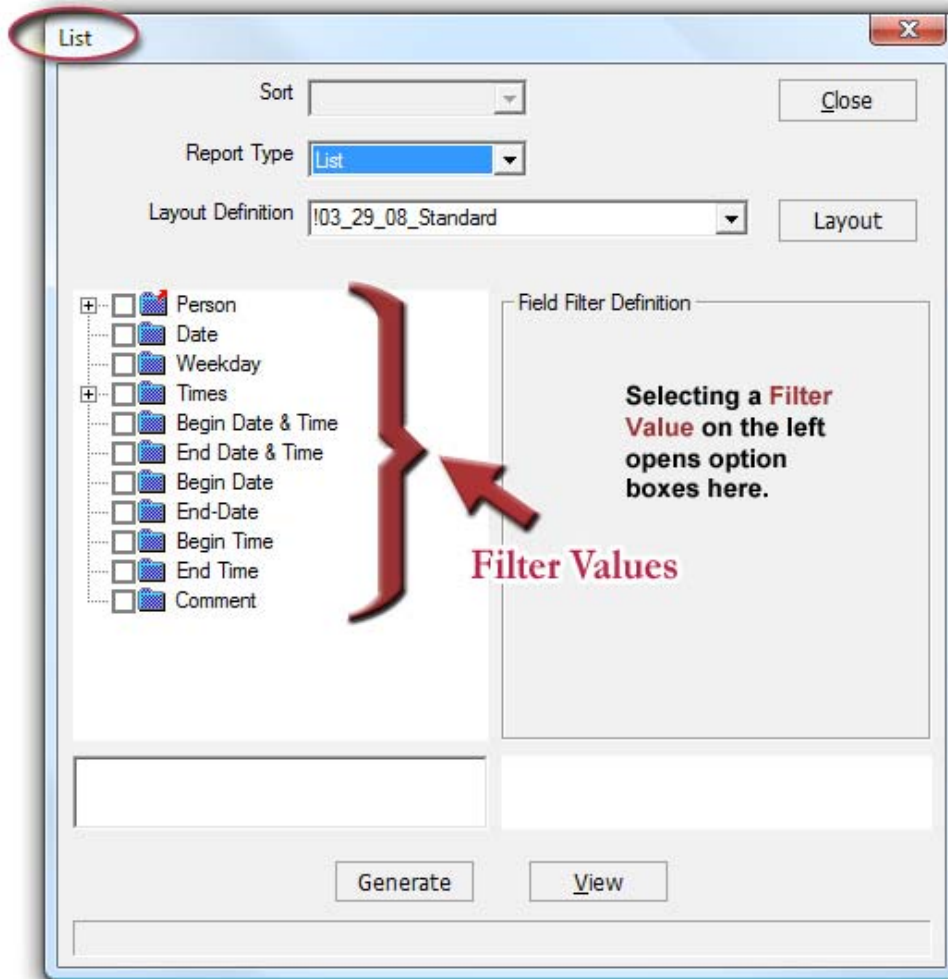 List
Sort
Close
Report Type
List
Layout Definition
!03_29_08_Standard
Layout
Person
Date
Weekday
Times
Begin Date & Time
End Date & Time
Begin Date
End-Date
Begin Time
End Time
Comment
Field Filter Definition
Selecting a Filter
Value on the left
opens option
boxes here.
Filter Values
Generate
View